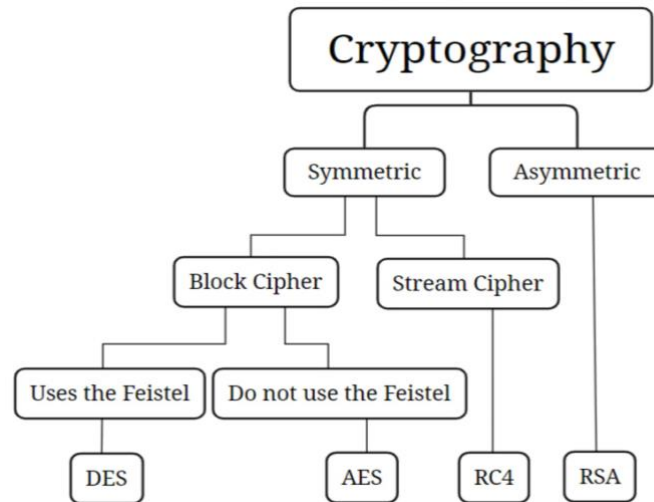 Cryptography
Symmetric
Asymmetric
Block Cipher
Stream Cipher
Uses the Feistel
Do not use the Feistel
DES
AES
RC4
RSA